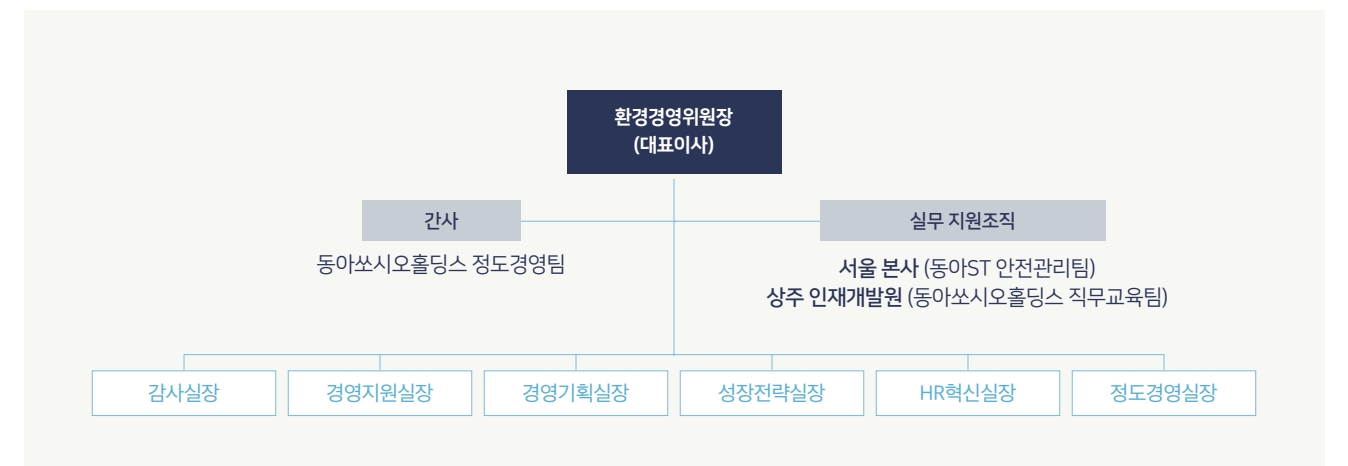 환경경영위원장
(대표이사)
간사
동아쏘시오홀딩스 정도경영팀
실무 지원조직
서울 본사 (동아ST 안전관리팀)
상주 인재개발원 (동아쏘시오홀딩스 직무교육팀)
감사실장
경영지원실장
경영기획실장
성장전략실장
HR혁신실장
정도경영실장